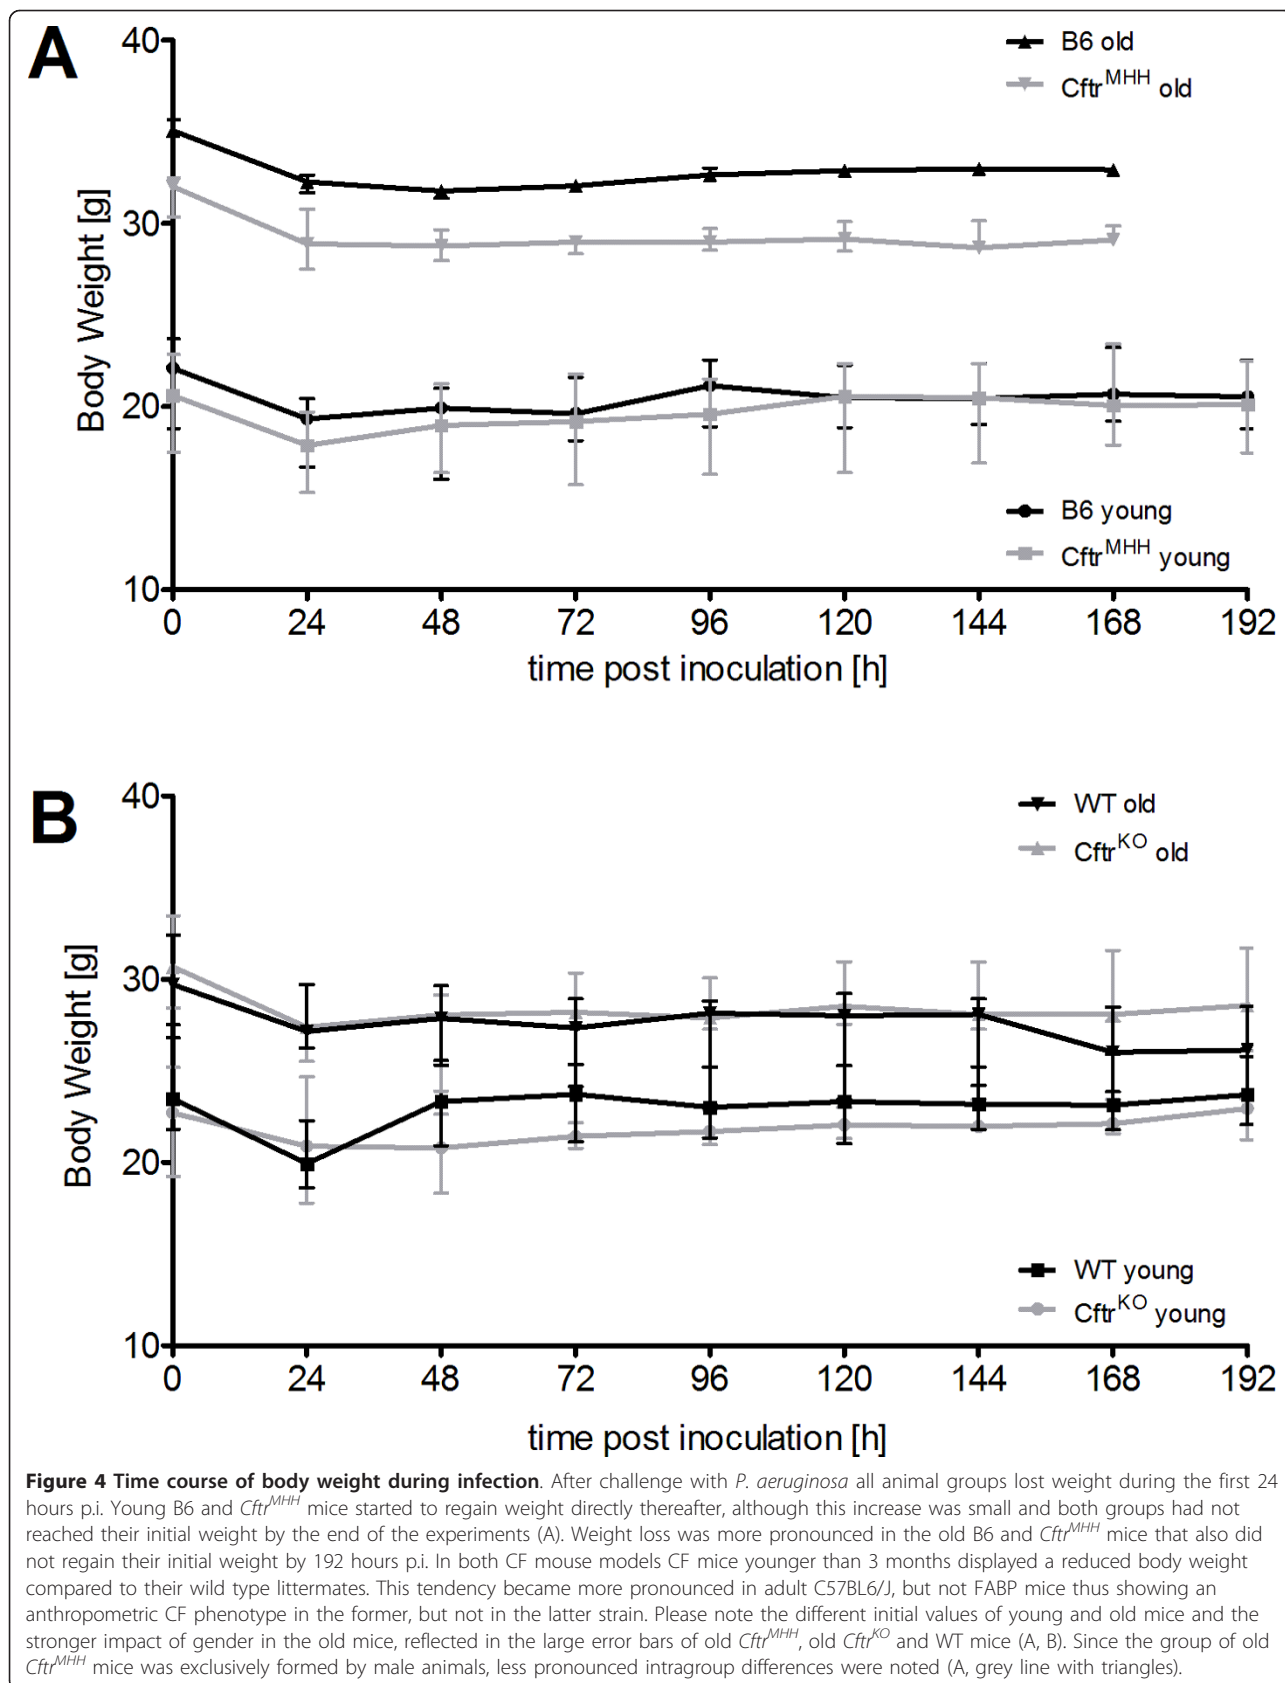 A
40
30
20
10
Body Weight [g]
B6 old
Cftr^MHH old
B6 young
Cftr^MHH young
0 24 48 72 96 120 144 168 192
time post inoculation [h]
B
40
30
20
10
Body Weight [g]
WT old
Cftr^KO old
WT young
Cftr^KO young
0 24 48 72 96 120 144 168 192
time post inoculation [h]
Figure 4 Time course of body weight during infection. After challenge with P. aeruginosa all animal groups lost weight during the first 24
hours p.i. Young B6 and Cftr^MHH mice started to regain weight directly thereafter, although this increase was small and both groups had not
reached their initial weight by the end of the experiments (A). Weight loss was more pronounced in the old B6 and Cftr^MHH mice that also did
not regain their initial weight by 192 hours p.i. In both CF mouse models CF mice younger than 3 months displayed a reduced body weight
compared to their wild type littermates. This tendency became more pronounced in adult C57BL6/J, but not FABP mice thus showing an
anthropometric CF phenotype in the former, but not in the latter strain. Please note the different initial values of young and old mice and the
stronger impact of gender in the old mice, reflected in the large error bars of old Cftr^MHH, old Cftr^KO and WT mice (A, B). Since the group of old
Cftr^MHH mice was exclusively formed by male animals, less pronounced intragroup differences were noted (A, grey line with triangles).